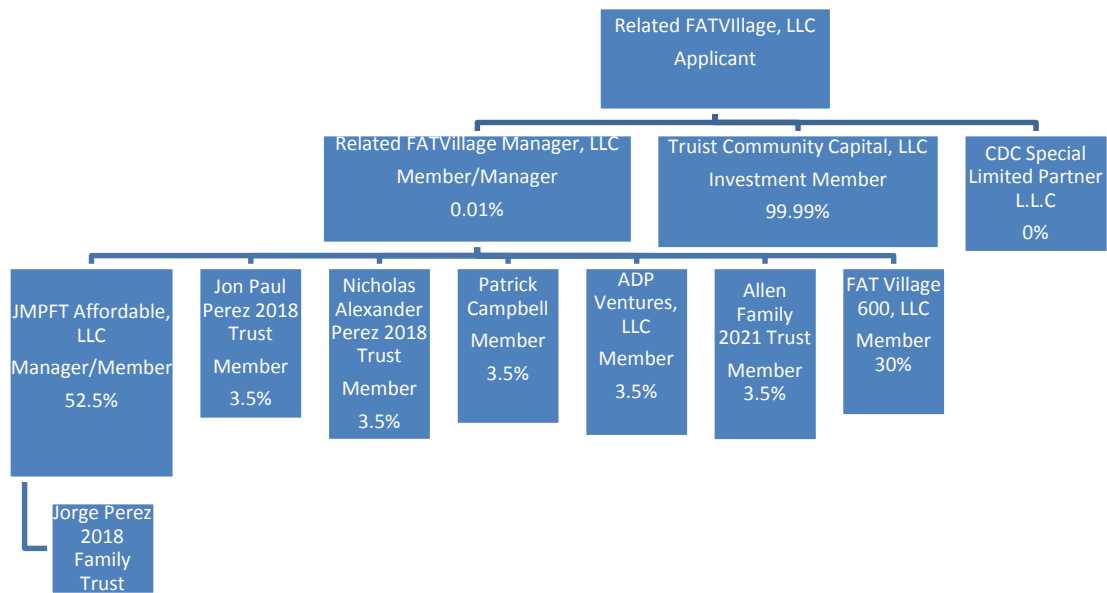 Related FATVIllage, LLC
Applicant
Related FATVillage Manager, LLC
Member/Manager
0.01%
Truist Community Capital, LLC
Investment Member
99.99%
CDC Special
Limited Partner
L.L.C
0%
JMPFT Affordable,
LLC
Manager/Member
52.5%
Jon Paul
Perez 2018
Trust
Member
3.5%
Nicholas
Alexander
Perez 2018
Trust
Member
3.5%
Patrick
Campbell
Member
3.5%
ADP
Ventures,
LLC
Member
3.5%
Allen
Family
2021 Trust
Member
3.5%
FAT Village
600, LLC
Member
30%
Jorge Perez
2018
Family
Trust